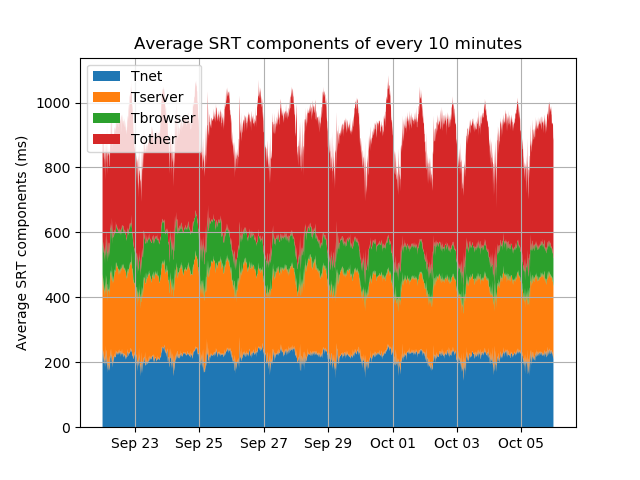 Average SRT components of every 10 minutes
Average SRT components (ms)
1000
800
600
400
200
0
Tnet
Tserver
Tbrowser
Tother
Sep 23 Sep 25 Sep 27 Sep 29 Oct 01 Oct 03 Oct 05